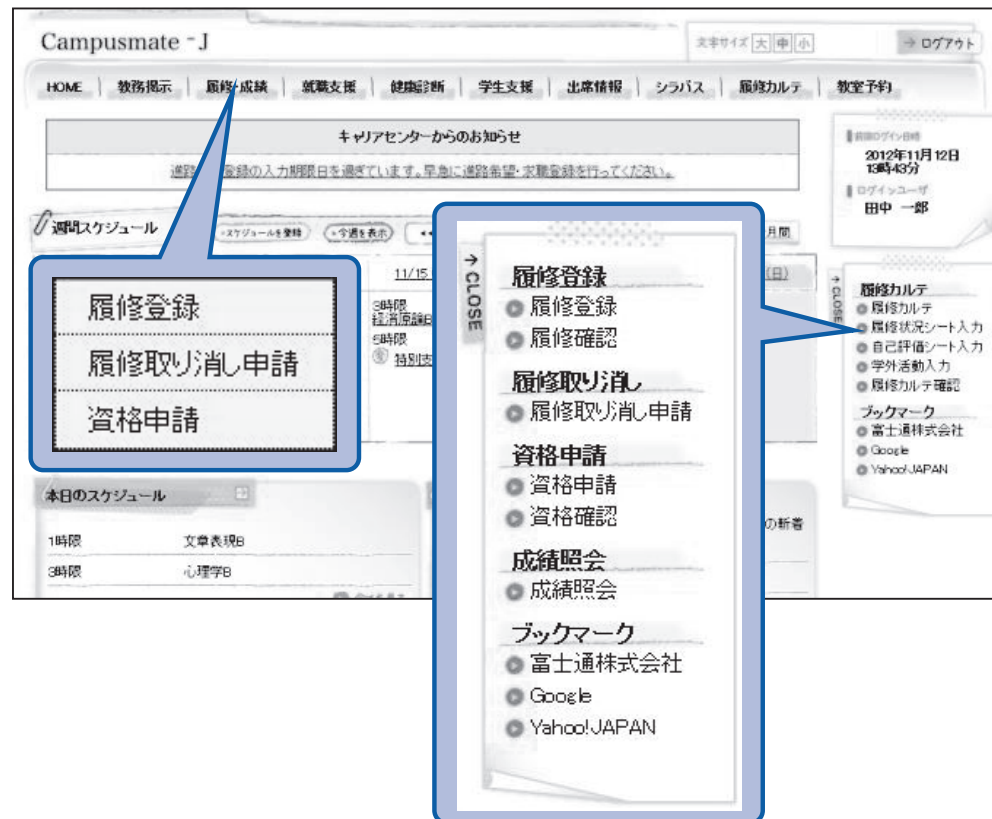 Campusmate-J
文字サイズ 大 中 小
→ ログアウト
HOME 教務掲示 履修・成績 就職支援 健康診断 学生支援 出席情報 シラバス 履修カルテ 教室予約
キャリアセンターからのお知らせ
登録の入力期限日を過ぎています。早急に進路希望・求職登録を行ってください。
前回ログイン日時
2012年11月12日
13時43分
ログインユーザ
田中 一郎
週間スケジュール
スケジュールを登録 今週を表示
月間
11/15
(日)
3時限
経済原論B
5時限
特別支
履修登録
履修取り消し申請
資格申請
→ CLOSE
履修登録
履修登録
履修確認
履修取り消し
履修取り消し申請
資格申請
資格申請
資格確認
成績照会
成績照会
ブックマーク
富士通株式会社
Google
Yahoo!JAPAN
→ CLOSE
履修カルテ
履修カルテ
履修状況シート入力
自己評価シート入力
学外活動入力
履修カルテ確認
ブックマーク
富士通株式会社
Google
Yahoo!JAPAN
本日のスケジュール
1時限 文章表現B
3時限 心理学B
の新着